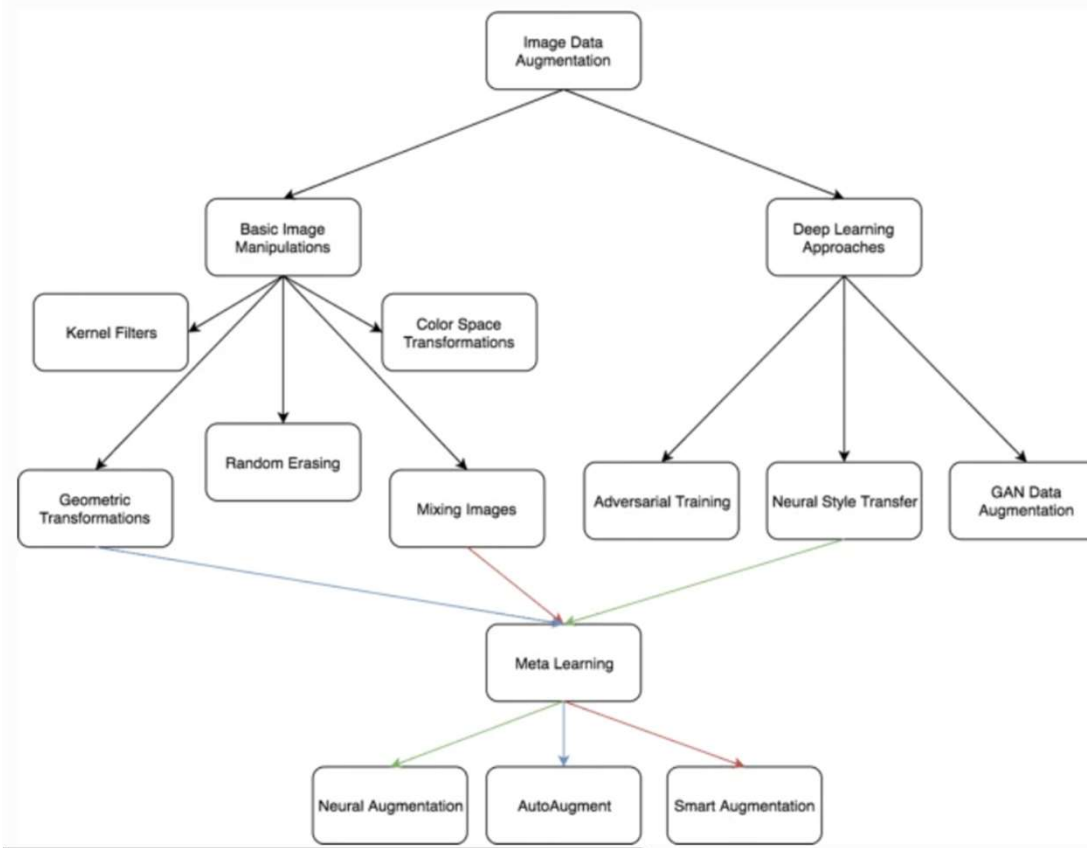 Image Data
Augmentation
Basic Image
Manipulations
Deep Learning
Approaches
Kernel Filters
Color Space
Transformations
Geometric
Transformations
Random Erasing
Mixing Images
Adversarial Training
Neural Style Transfer
GAN Data
Augmentation
Meta Learning
Neural Augmentation
AutoAugment
Smart Augmentation